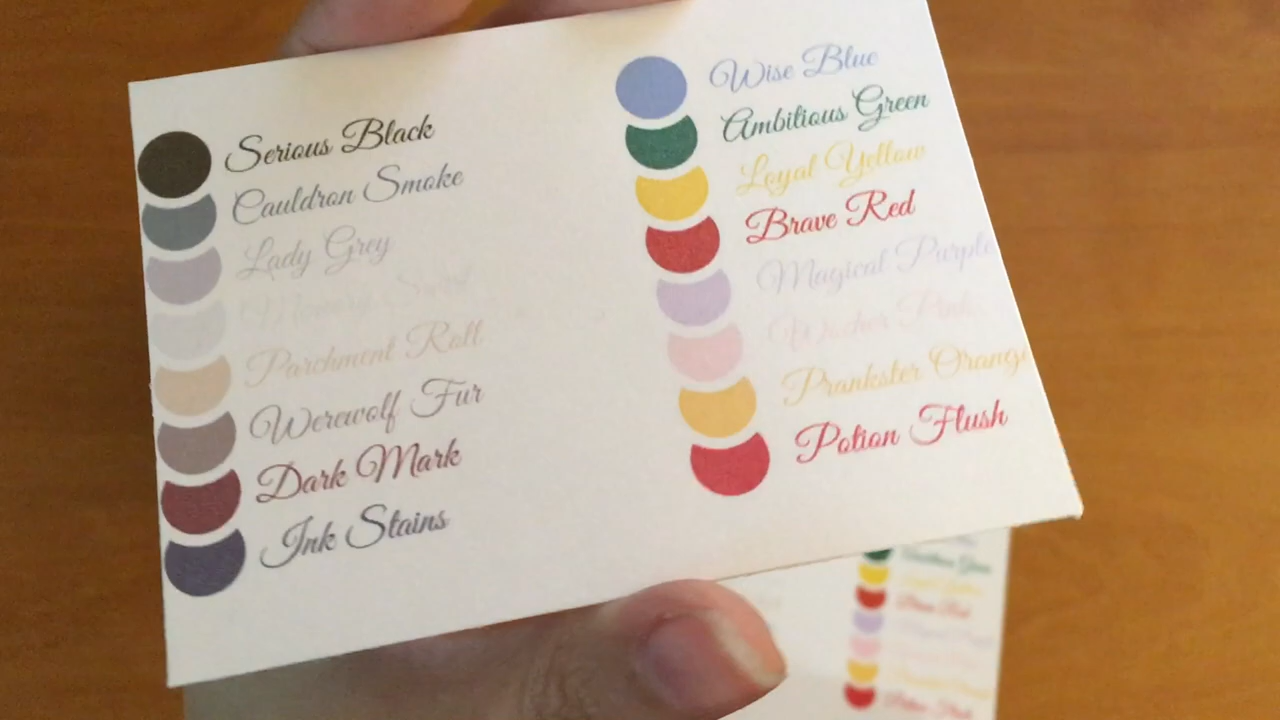 Serious Black
Cauldron Smoke
Lady Grey
Parchment Roll
Werewolf Fur
Dark Mark
Ink Stains
Wise Blue
Ambitious Green
Loyal Yellow
Brave Red
Magical Purple
Pink
Prankster Orange
Potion Flush